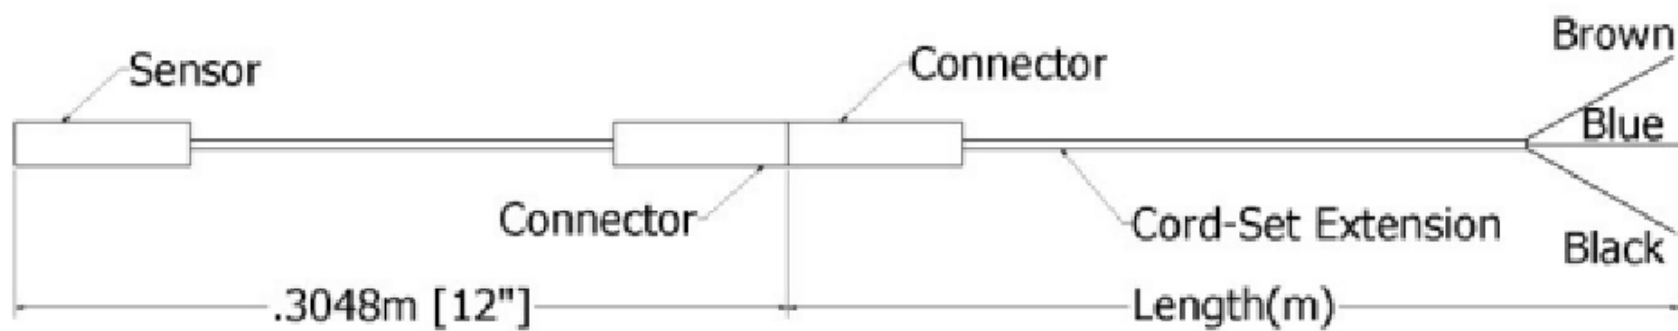 Brown
Sensor
Connector
Blue
Connector
Cord-Set Extension
Black
.3048m [12"]
Length(m)